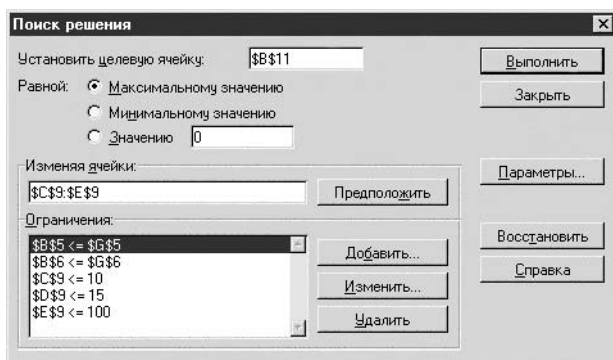 Поиск решения
Установить целевую ячейку: $B$11
Выполнить
Равной: Максимальному значению
Закрыть
Минимальному значению
Значению 0
Изменяя ячейки:
Параметры...
$C$9:$E$9 Предположить
Ограничения:
Восстановить
$B$5 <= $G$5
Добавить...
$B$6 <= $G$6
Справка
$C$9 <= 10
Изменить...
$D$9 <= 15
$E$9 <= 100
Удалить